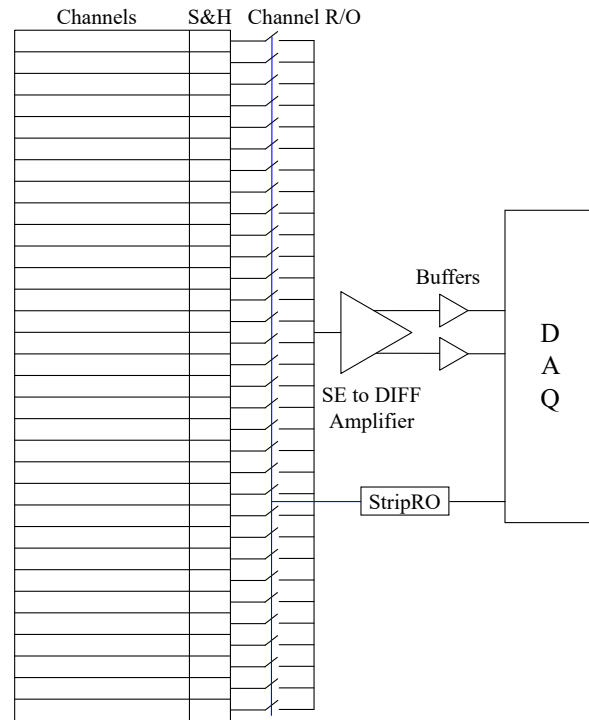 Channels S&H Channel R/O
Buffers
D
A
Q
SE to DIFF
Amplifier
StripRO